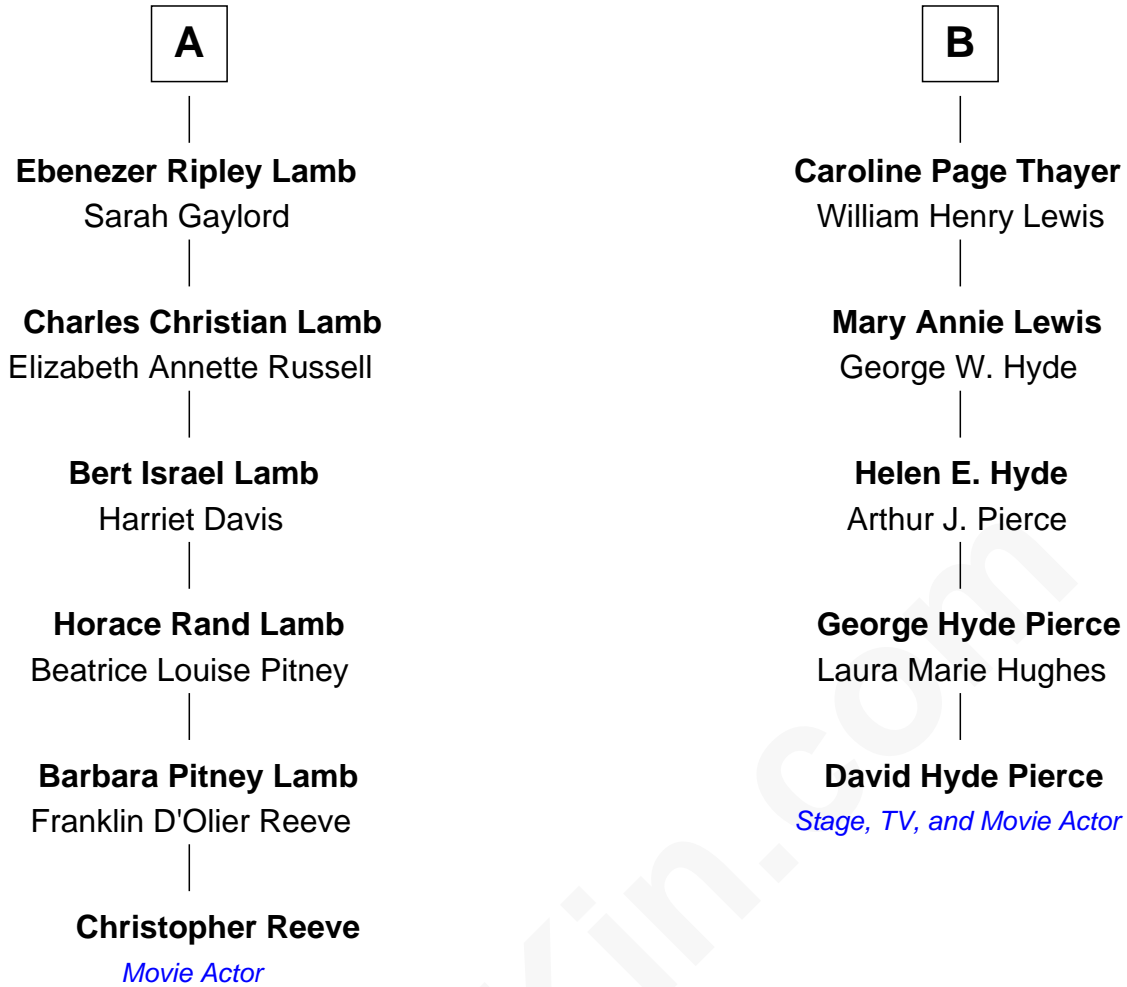 A
Ebenezer Ripley Lamb
Sarah Gaylord
Charles Christian Lamb
Elizabeth Annette Russell
Bert Israel Lamb
Harriet Davis
Horace Rand Lamb
Beatrice Louise Pitney
Barbara Pitney Lamb
Franklin D'Olier Reeve
Christopher Reeve
Movie Actor
B
Caroline Page Thayer
William Henry Lewis
Mary Annie Lewis
George W. Hyde
Helen E. Hyde
Arthur J. Pierce
George Hyde Pierce
Laura Marie Hughes
David Hyde Pierce
Stage, TV, and Movie Actor